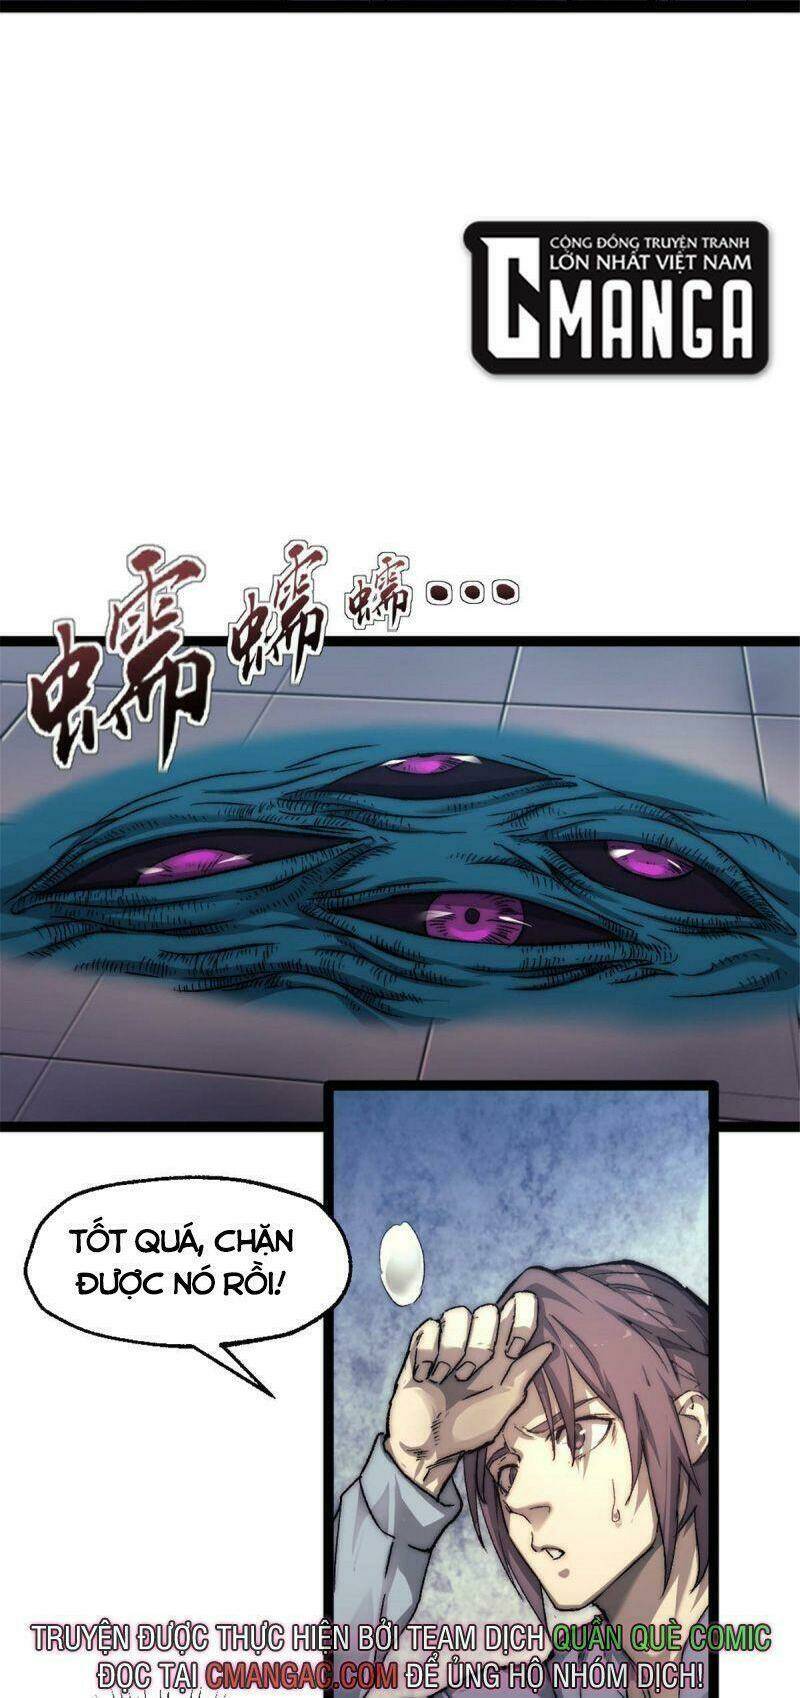 CỘNG ĐỒNG TRUYỆN TRANH
LỚN NHẤT VIỆT NAM
CMANGA
蠕蠕蠕...
TỐT QUÁ, CHẶN
ĐƯỢC NÓ RỒI!
TRUYỆN ĐƯỢC THỰC HIỆN BỞI TEAM DỊCH QUẦN QUÈ COMIC
ĐỌC TẠI CMANGAC.COM ĐỂ ỦNG HỘ NHÓM DỊCH!